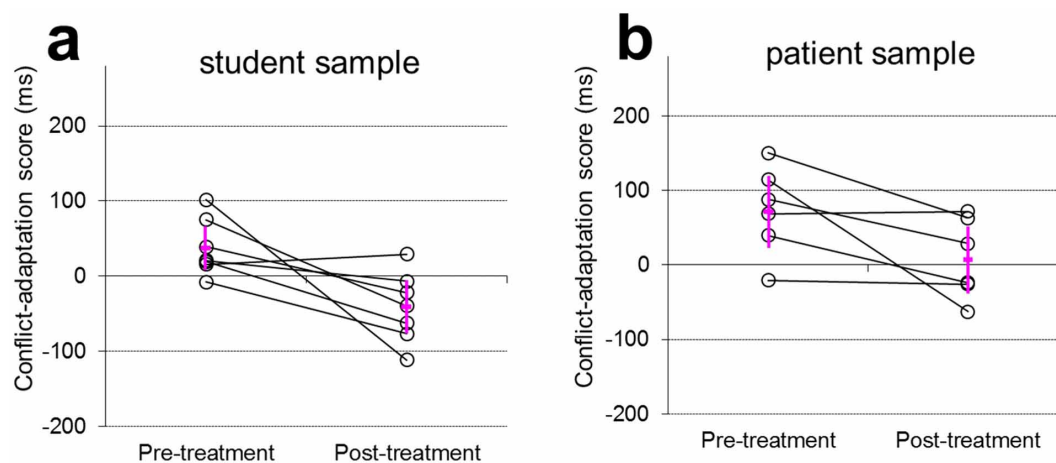 a
student sample
Conflict-adaptation score (ms)
200
100
0
-100
-200
Pre-treatment
Post-treatment
b
patient sample
Conflict-adaptation score (ms)
200
100
0
-100
-200
Pre-treatment
Post-treatment